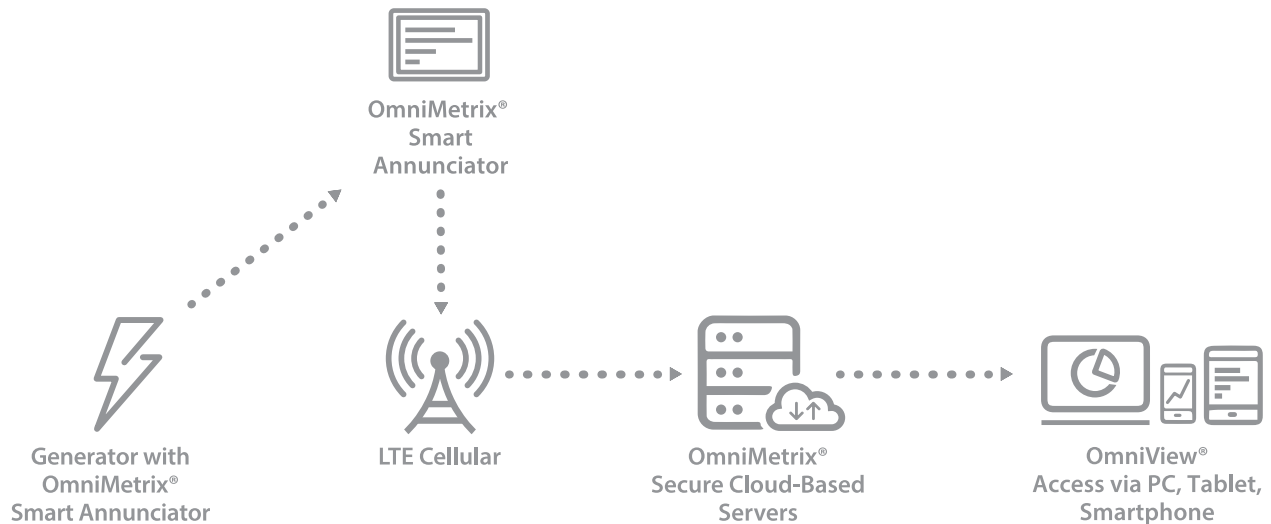 OmniMetrix®
Smart
Annunciator
Generator with
OmniMetrix®
Smart Annunciator
LTE Cellular
OmniMetrix®
Secure Cloud-Based
Servers
OmniView®
Access via PC, Tablet,
Smartphone